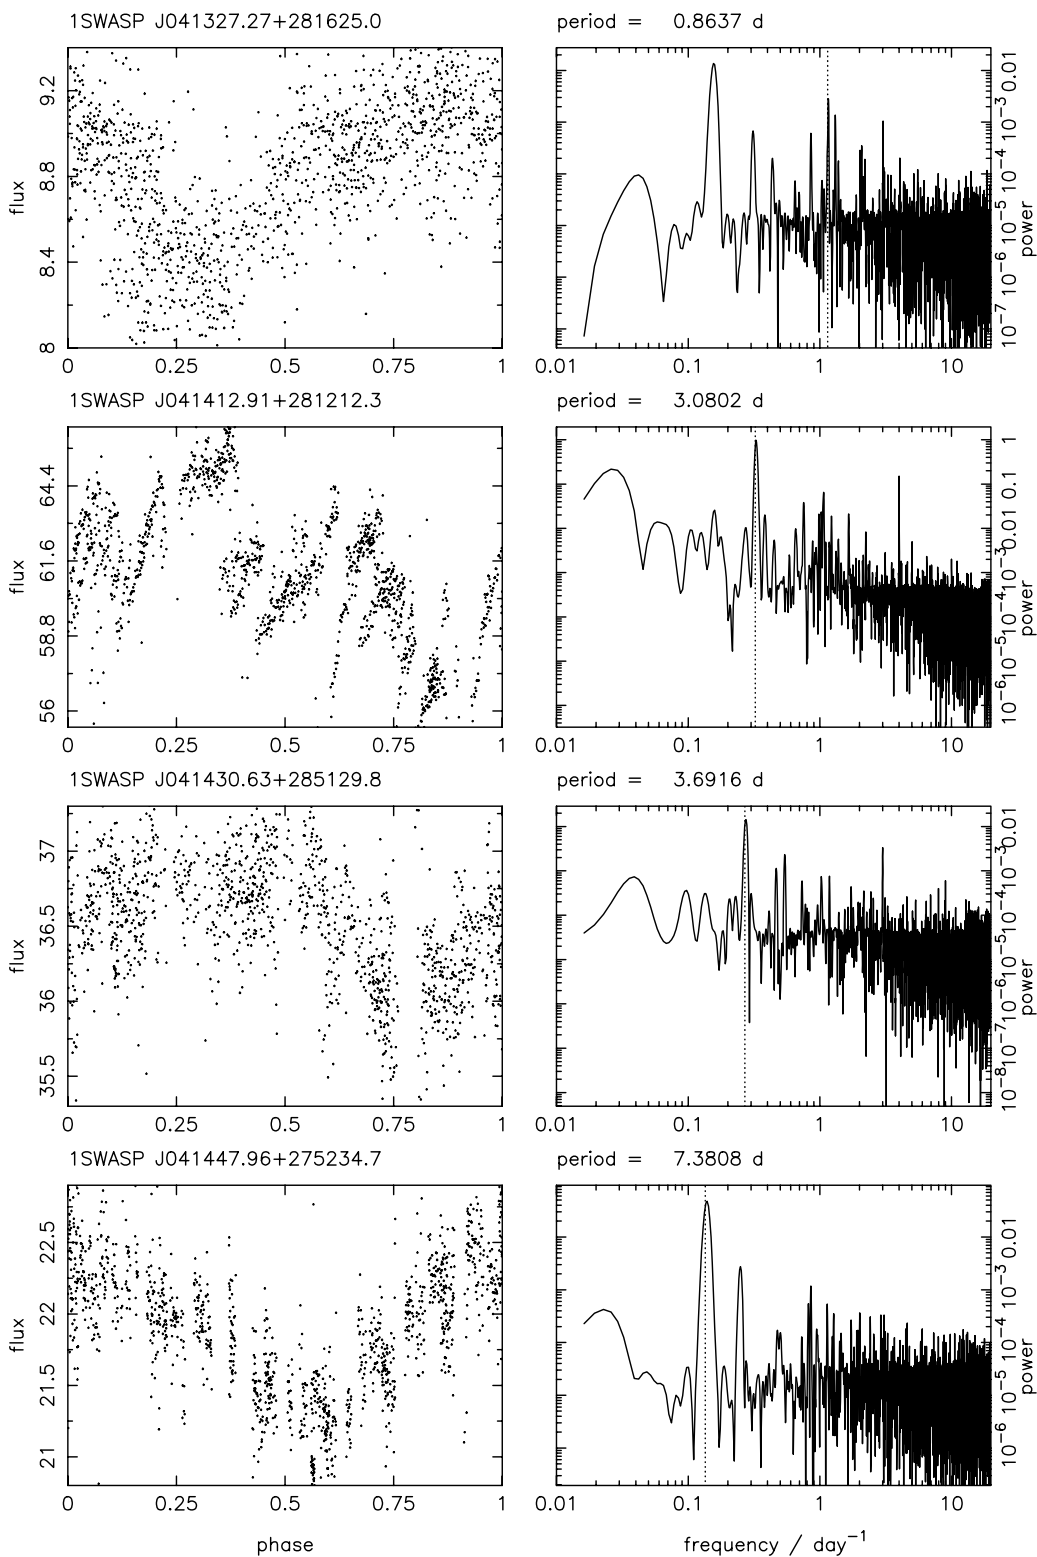 1SWASP J041327.27+281625.0 period = 0.8637 d
flux 8 8.4 8.8 9.2
0 0.25 0.5 0.75 1
power 10−7 10−6 10−5 10−4 10−3 0.01
0.01 0.1 1 10
1SWASP J041412.91+281212.3 period = 3.0802 d
flux 56 58.8 61.6 64.4
0 0.25 0.5 0.75 1
power 10−6 10−5 10−4 10−3 0.01 0.1 1
0.01 0.1 1 10
1SWASP J041430.63+285129.8 period = 3.6916 d
flux 35.5 36 36.5 37
0 0.25 0.5 0.75 1
power 10−8 10−7 10−6 10−5 10−4 10−3 0.01
0.01 0.1 1 10
1SWASP J041447.96+275234.7 period = 7.3808 d
flux 21 21.5 22 22.5
0 0.25 0.5 0.75 1
power 10−6 10−5 10−4 10−3 0.01
0.01 0.1 1 10
phase frequency / day−1